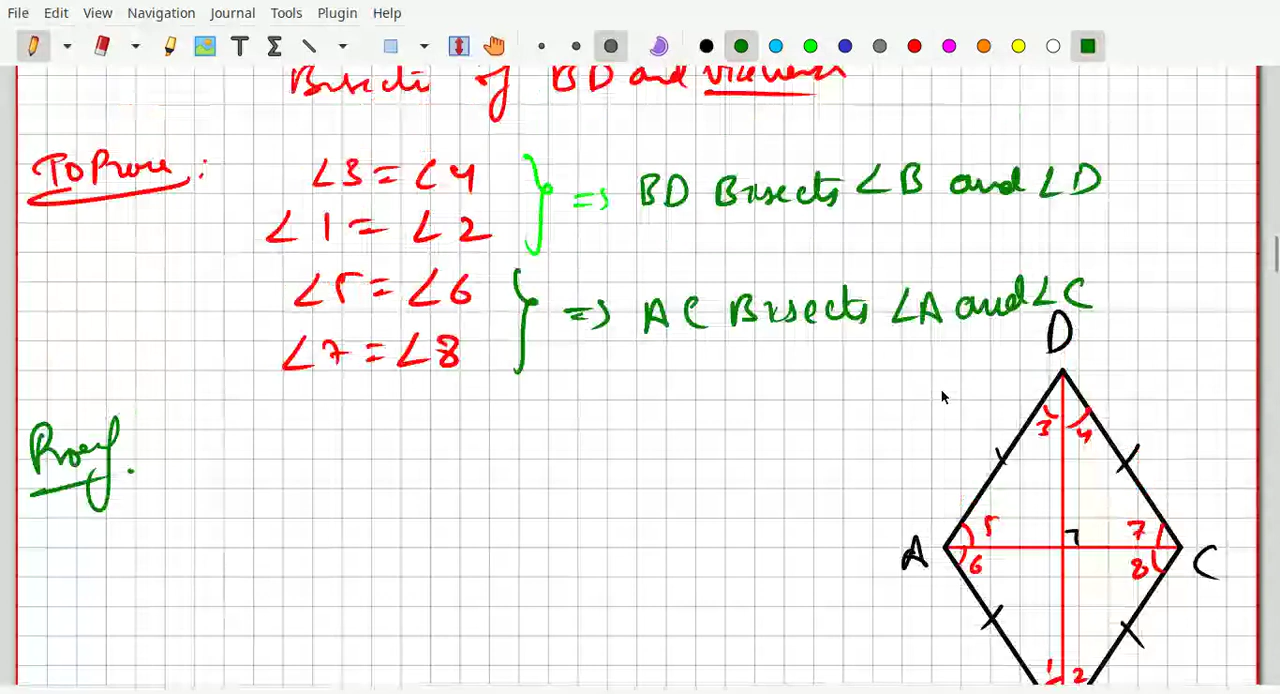 File Edit View Navigation Journal Tools Plugin Help
T Σ
of BD and
To Prove :
∠3 = ∠4
∠1 = ∠2
∠5 = ∠6
∠7 = ∠8
=> BD Bisects ∠B and ∠D
=> AC Bisects ∠A and ∠C
Proof.
D
3 4
5 7
A C
6 8
1 2